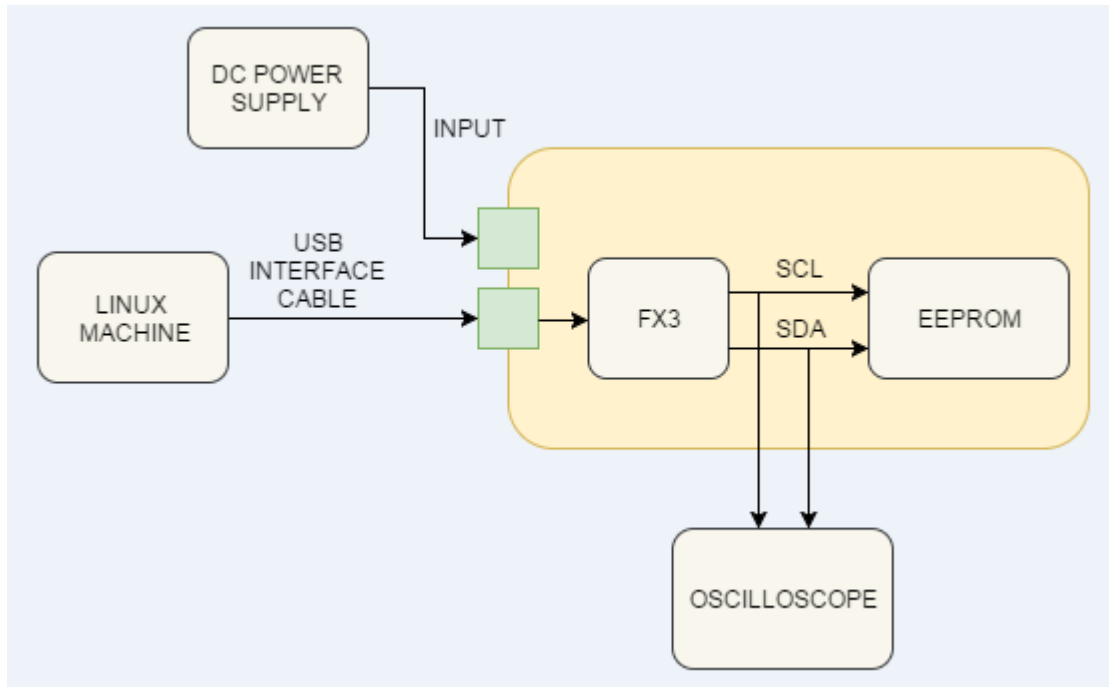 DC POWER
SUPPLY
INPUT
USB
INTERFACE
CABLE
LINUX
MACHINE
FX3
SCL
SDA
EEPROM
OSCILLOSCOPE